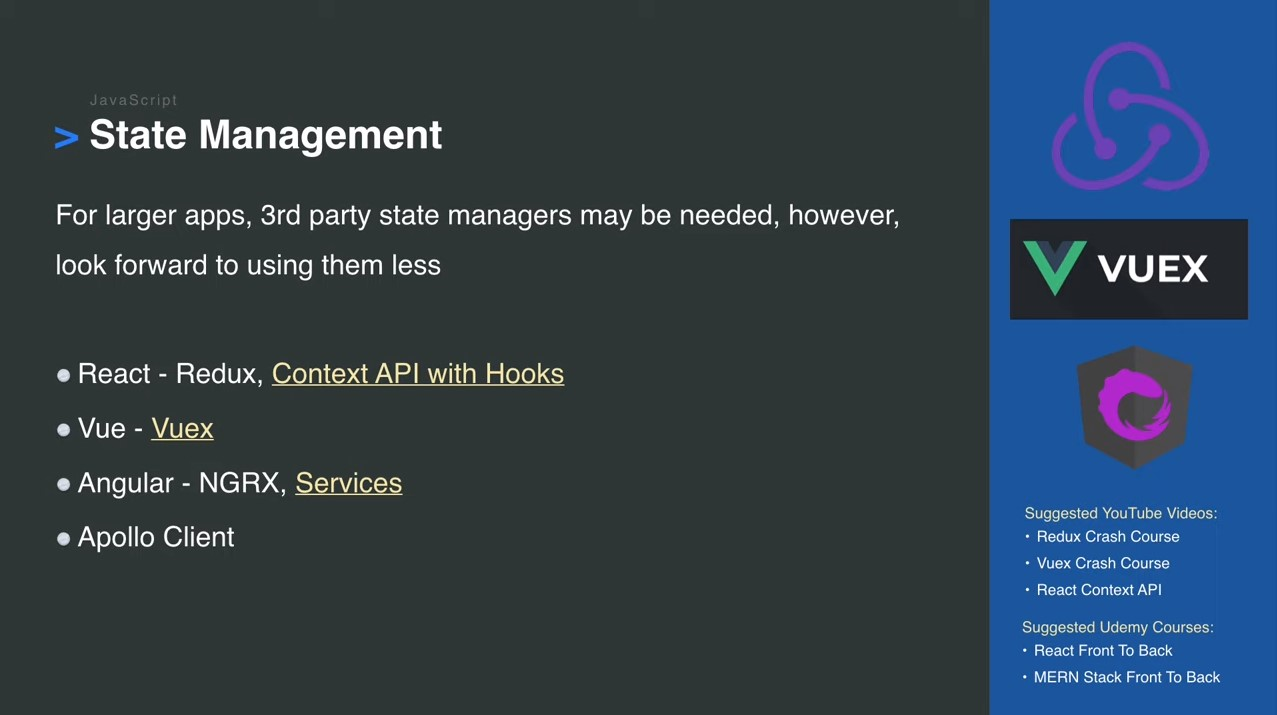 JavaScript
> State Management
For larger apps, 3rd party state managers may be needed, however,
look forward to using them less
React - Redux, Context API with Hooks
Vue - Vuex
Angular - NGRX, Services
Apollo Client
VUEX
Suggested YouTube Videos:
• Redux Crash Course
• Vuex Crash Course
• React Context API
Suggested Udemy Courses:
• React Front To Back
• MERN Stack Front To Back